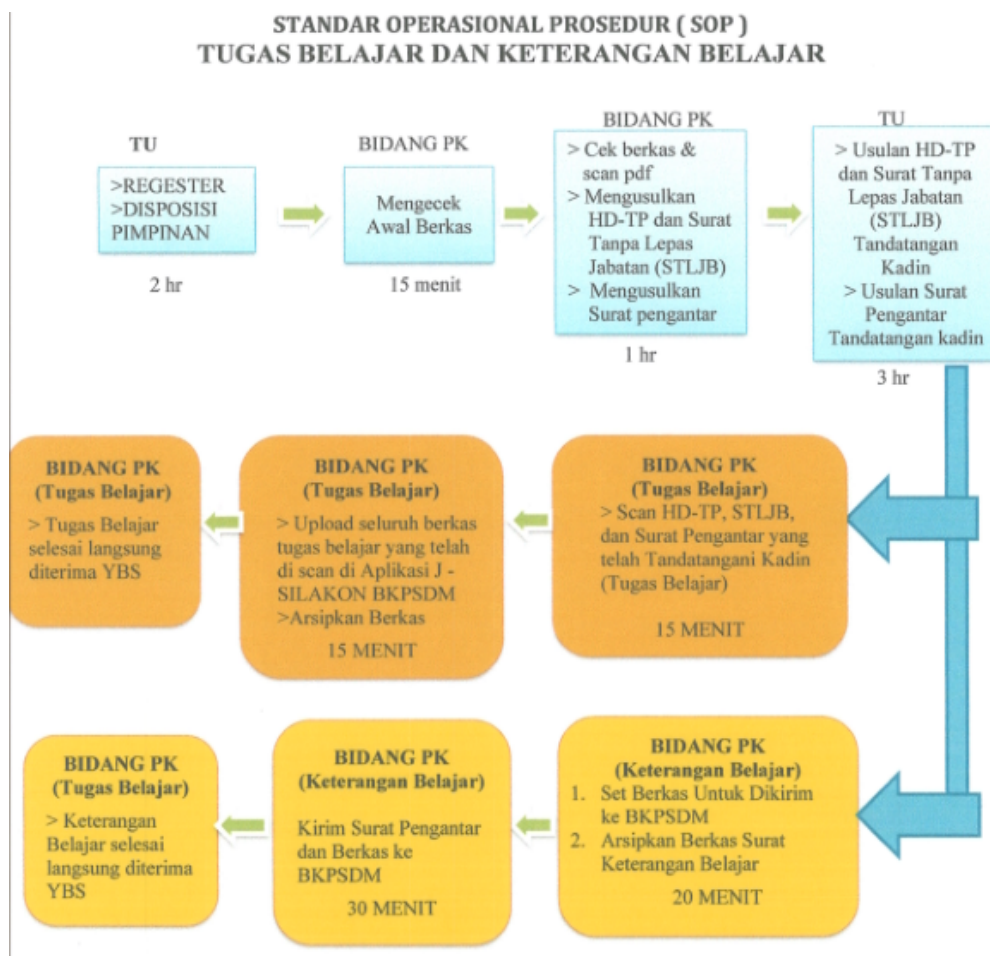 STANDAR OPERASIONAL PROSEDUR ( SOP )
TUGAS BELAJAR DAN KETERANGAN BELAJAR
TU
>REGESTER
>DISPOSISI
PIMPINAN
2 hr
BIDANG PK
Mengecek
Awal Berkas
15 menit
BIDANG PK
> Cek berkas &
scan pdf
> Mengusulkan
HD-TP dan Surat
Tanpa Lepas
Jabatan (STLJB)
> Mengusulkan
Surat pengantar
1 hr
TU
> Usulan HD-TP
dan Surat Tanpa
Lepas Jabatan
(STLJB)
Tandatangan
Kadin
> Usulan Surat
Pengantar
Tandatangan kadin
3 hr
BIDANG PK
(Tugas Belajar)
> Scan HD-TP, STLJB,
dan Surat Pengantar yang
telah Tandatangani Kadin
(Tugas Belajar)
15 MENIT
BIDANG PK
(Tugas Belajar)
> Upload seluruh berkas
tugas belajar yang telah
di scan di Aplikasi J -
SILAKON BKPSDM
>Arsipkan Berkas
15 MENIT
BIDANG PK
(Tugas Belajar)
> Tugas Belajar
selesai langsung
diterima YBS
BIDANG PK
(Keterangan Belajar)
1. Set Berkas Untuk Dikirim
ke BKPSDM
2. Arsipkan Berkas Surat
Keterangan Belajar
20 MENIT
BIDANG PK
(Keterangan Belajar)
Kirim Surat Pengantar
dan Berkas ke
BKPSDM
30 MENIT
BIDANG PK
(Tugas Belajar)
> Keterangan
Belajar selesai
langsung diterima
YBS